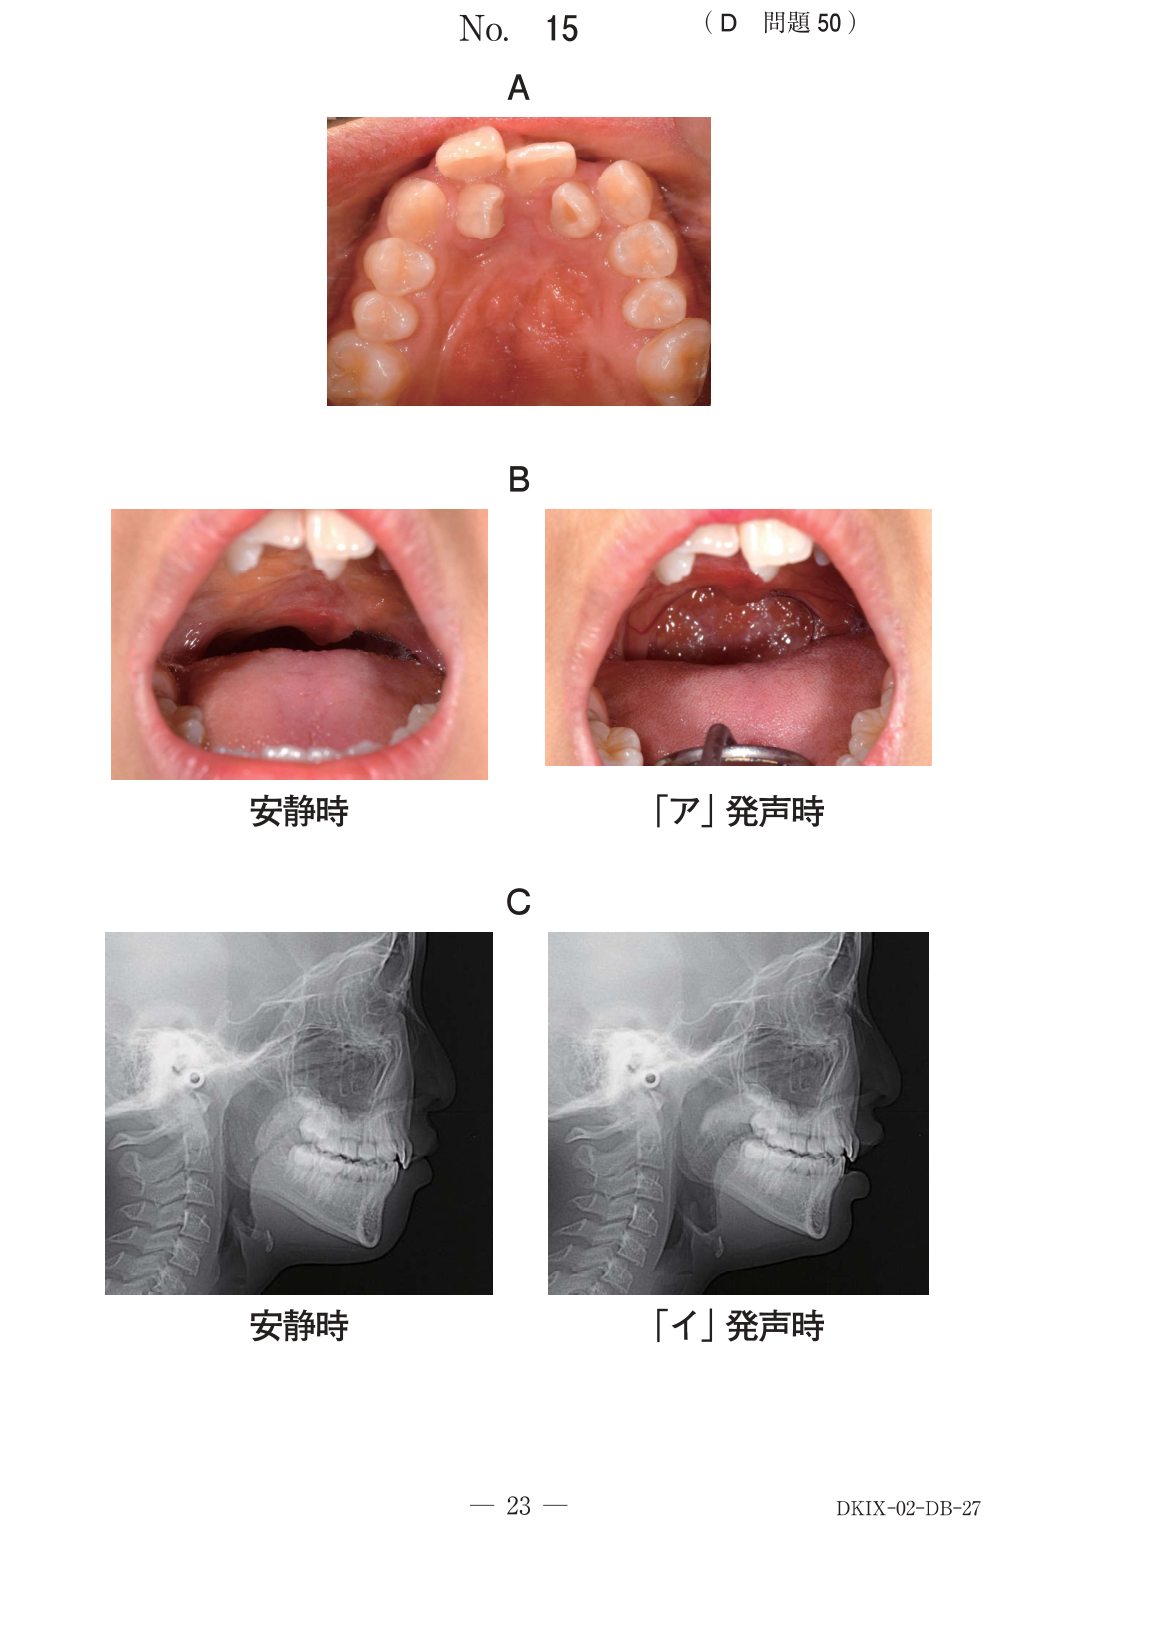 No. 15 （D 問題 50）
A
B
安静時 「ア」発声時
C
安静時 「イ」発声時
— 23 — DKIX-02-DB-27